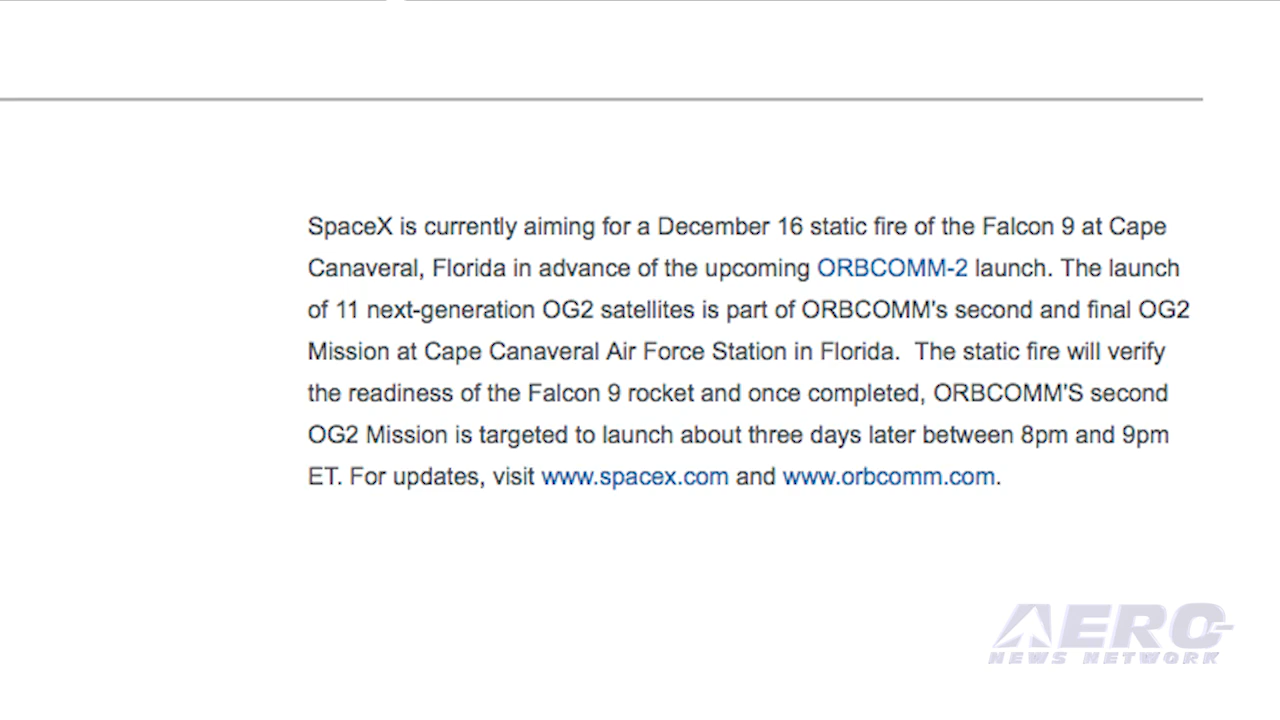 SpaceX is currently aiming for a December 16 static fire of the Falcon 9 at Cape
Canaveral, Florida in advance of the upcoming ORBCOMM-2 launch. The launch
of 11 next-generation OG2 satellites is part of ORBCOMM's second and final OG2
Mission at Cape Canaveral Air Force Station in Florida.  The static fire will verify
the readiness of the Falcon 9 rocket and once completed, ORBCOMM'S second
OG2 Mission is targeted to launch about three days later between 8pm and 9pm
ET. For updates, visit www.spacex.com and www.orbcomm.com.
AERO
NEWS NETWORK